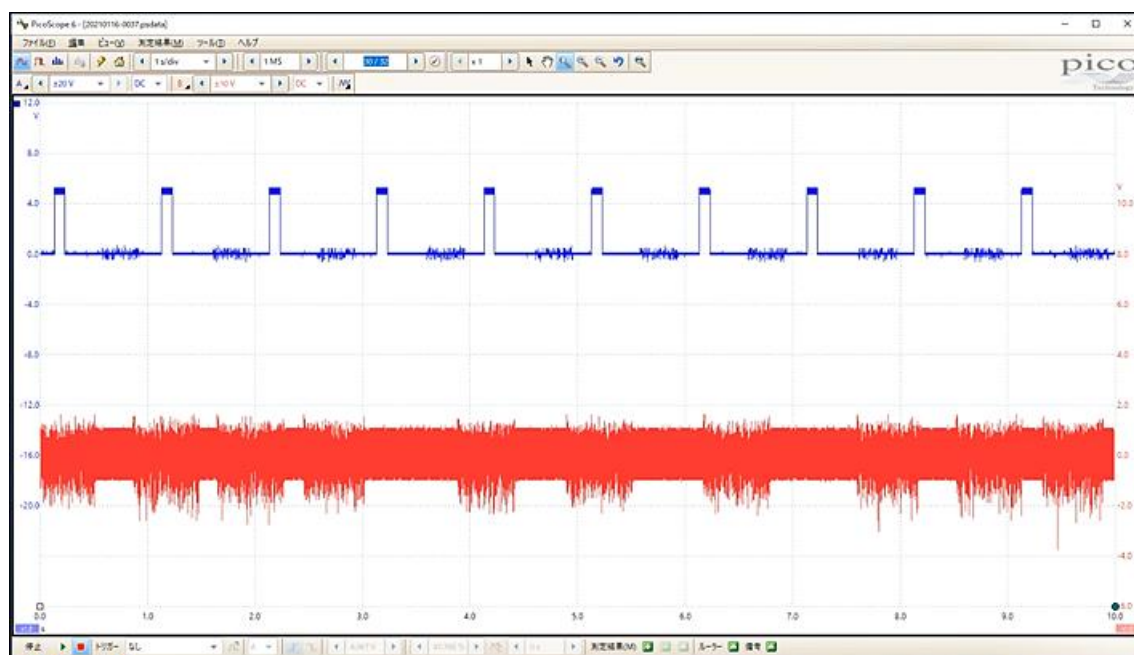 PicoScope 6 - [20210116-0037.psdata]
ファイル(F) 編集 ビュー(V) 測定結果(M) ツール(T) ヘルプ
1 s/div 1 MS 30 / 32 x 1
pico
Technology
A ±20 V DC B ±10 V DC
12.0
V
8.0
4.0
0.0
-4.0
-8.0
-12.0
-16.0
-20.0
V
10.0
8.0
4.0
2.0
0.0
-2.0
-4.0
0.0 1.0 2.0 3.0 4.0 5.0 6.0 7.0 8.0 9.0 10.0
x1.0 s
停止 トリガー なし 測定結果(M) ルーラー 備考